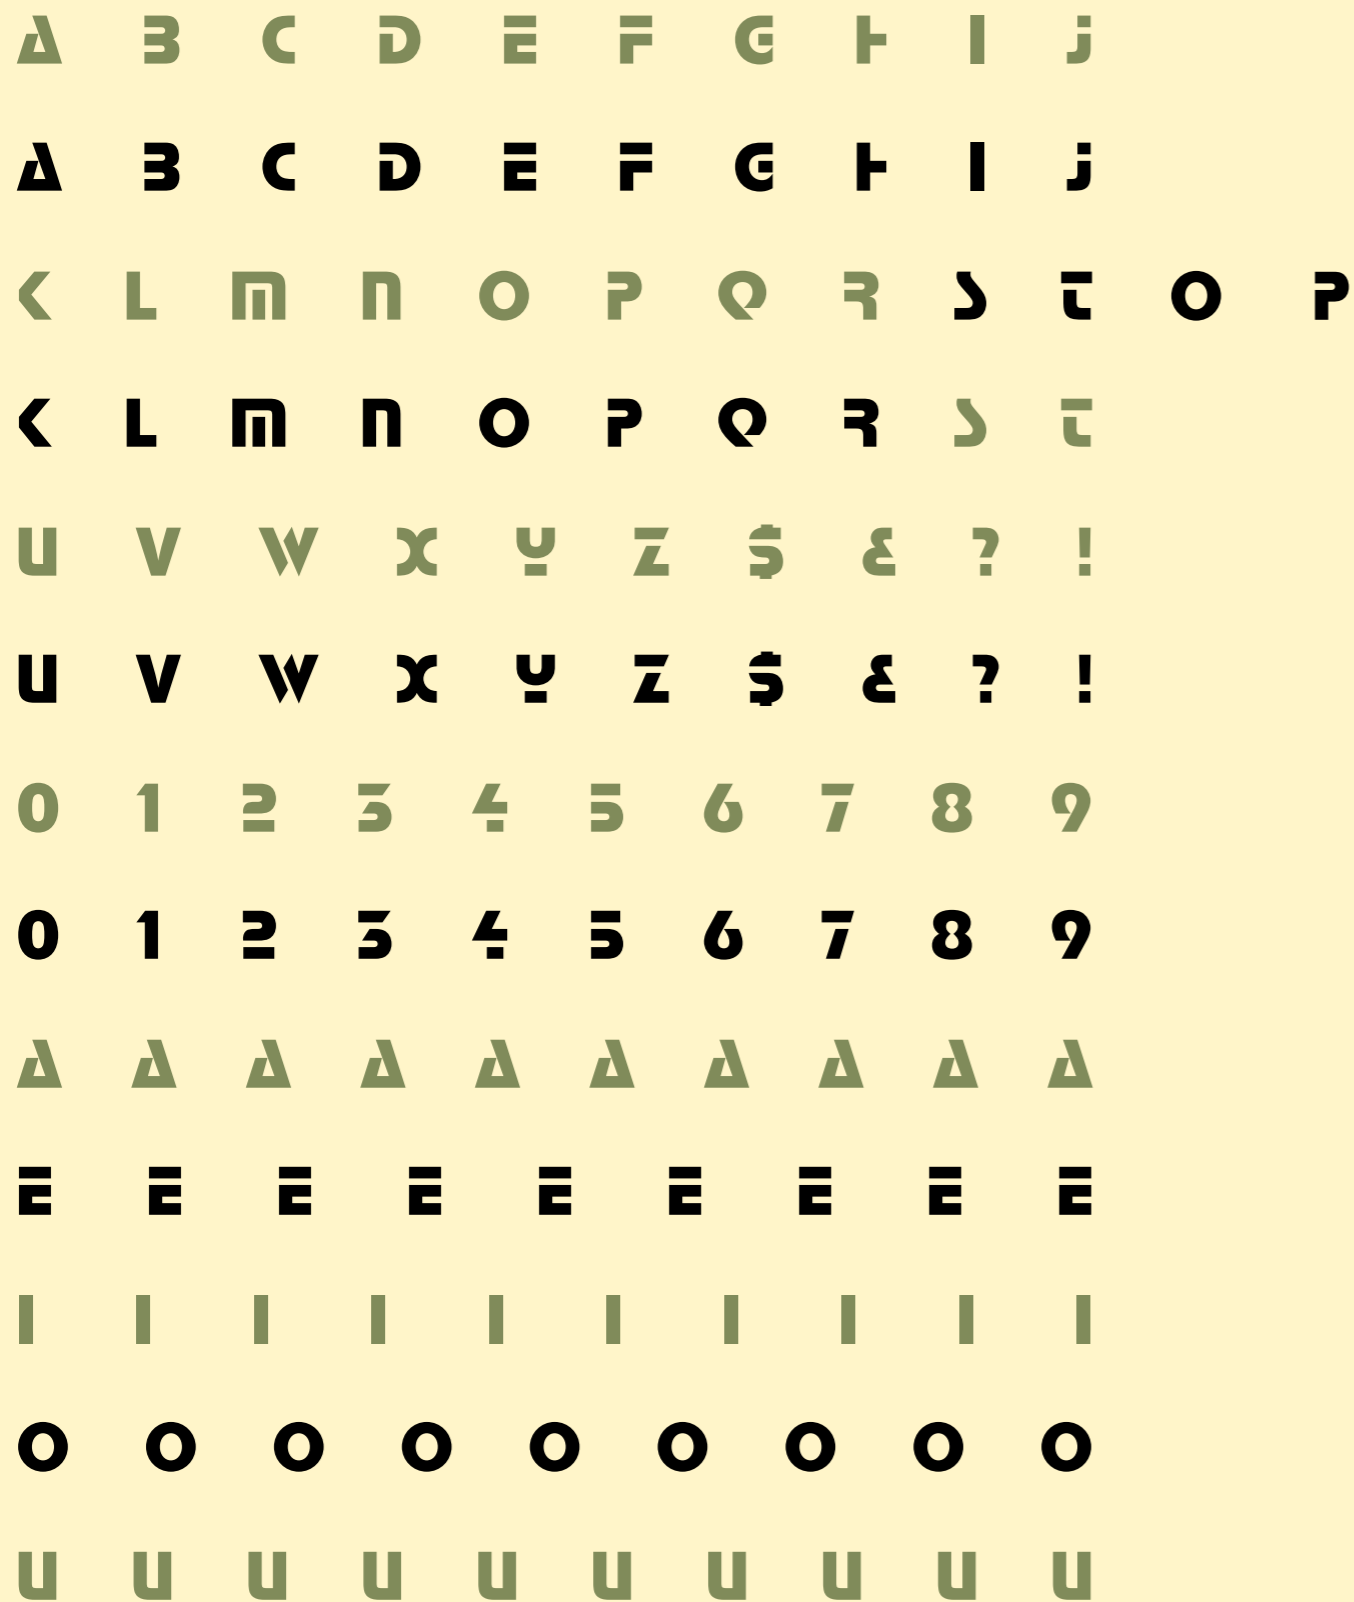 A B C D E F G H I J
A B C D E F G H I J
K L M N O P Q R S T O P
K L M N O P Q R S T
U V W X Y Z $ & ? !
U V W X Y Z $ & ? !
0 1 2 3 4 5 6 7 8 9
0 1 2 3 4 5 6 7 8 9
A A A A A A A A A A
E E E E E E E E E
I I I I I I I I I I
O O O O O O O O O
U U U U U U U U U U